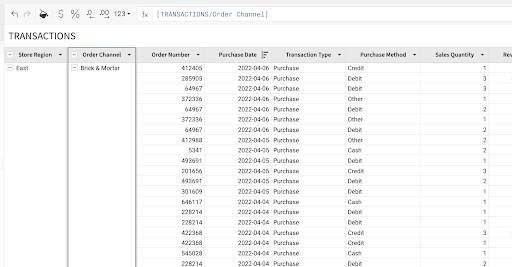 $ % .0 .00 123 fx [TRANSACTIONS/Order Channel]
TRANSACTIONS
Store Region Order Channel Order Number Purchase Date Transaction Type Purchase Method Sales Quantity Rev
East Brick & Mortar 412405 2022-04-06 Purchase Credit 1
285905 2022-04-06 Purchase Debit 3
64967 2022-04-06 Purchase Debit 3
372336 2022-04-06 Purchase Other 1
64967 2022-04-06 Purchase Debit 2
372336 2022-04-06 Purchase Other 1
64967 2022-04-06 Purchase Debit 2
412988 2022-04-05 Purchase Other 2
5341 2022-04-05 Purchase Cash 2
493691 2022-04-05 Purchase Debit 1
201656 2022-04-05 Purchase Credit 3
493691 2022-04-05 Purchase Debit 2
301609 2022-04-05 Purchase Debit 1
646117 2022-04-04 Purchase Cash 1
228214 2022-04-04 Purchase Debit 1
228214 2022-04-04 Purchase Debit 1
422368 2022-04-04 Purchase Credit 3
422368 2022-04-04 Purchase Credit 1
545028 2022-04-04 Purchase Cash 1
228214 2022-04-04 Purchase Debit 2